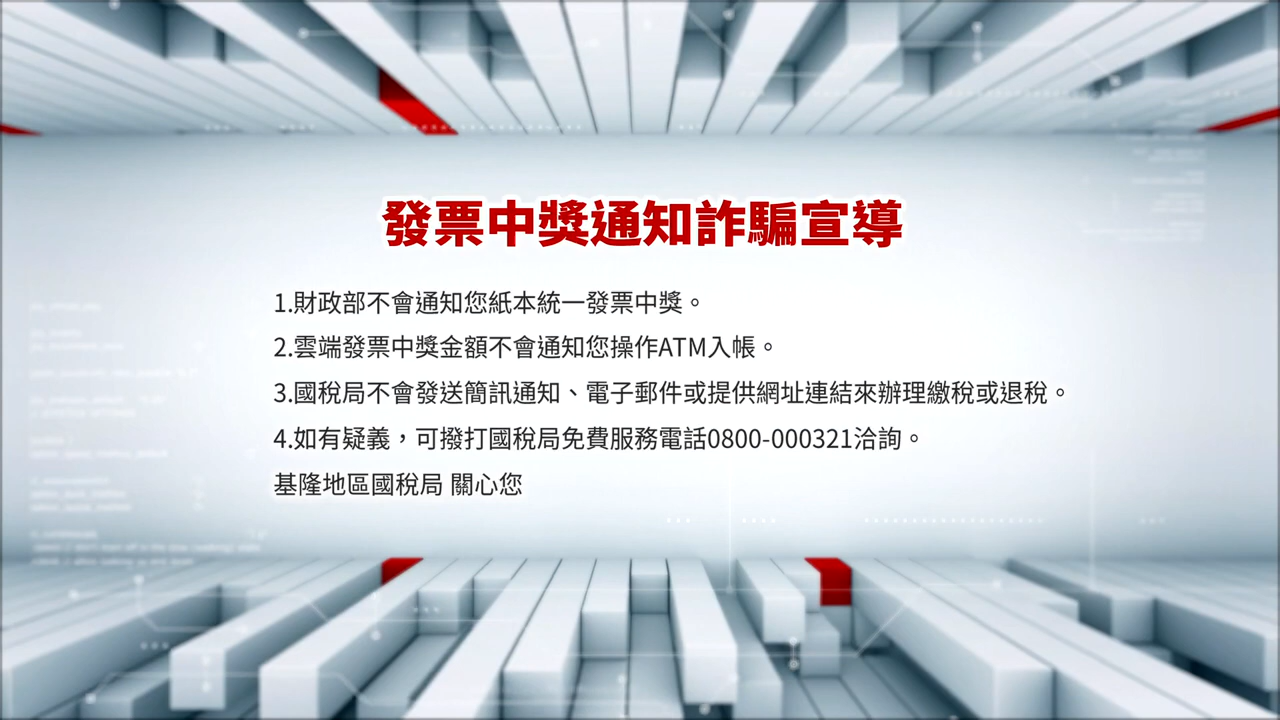 發票中獎通知詐騙宣導
1.財政部不會通知您紙本統一發票中獎。
2.雲端發票中獎金額不會通知您操作ATM入帳。
3.國稅局不會發送簡訊通知、電子郵件或提供網址連結來辦理繳稅或退稅。
4.如有疑義，可撥打國稅局免費服務電話0800-000321洽詢。
基隆地區國稅局 關心您